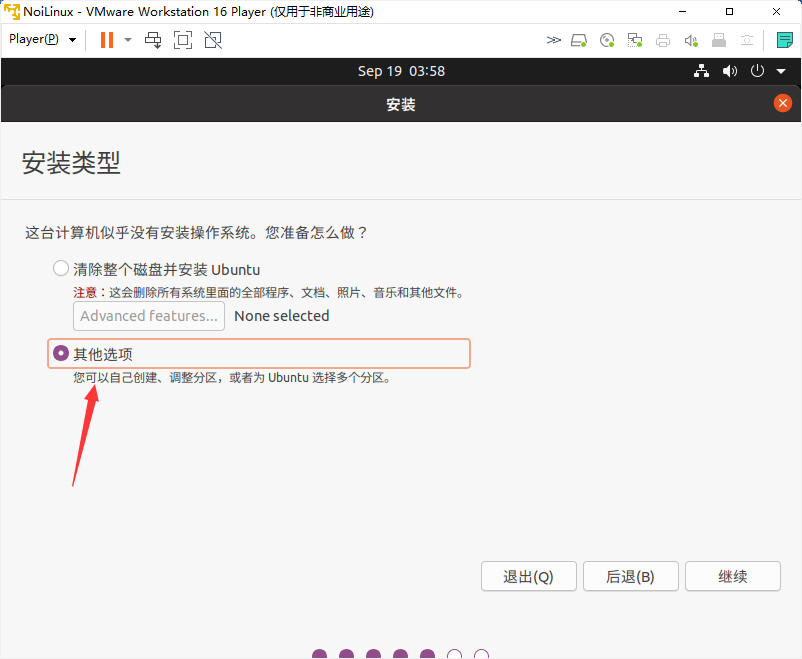 NoiLinux - VMware Workstation 16 Player (仅用于非商业用途)
Player(P)
Sep 19 03:58
安装
安装类型
这台计算机似乎没有安装操作系统。您准备怎么做？
清除整个磁盘并安装 Ubuntu
注意：这会删除所有系统里面的全部程序、文档、照片、音乐和其他文件。
Advanced features... None selected
其他选项
您可以自己创建、调整分区，或者为 Ubuntu 选择多个分区。
退出(Q) 后退(B) 继续